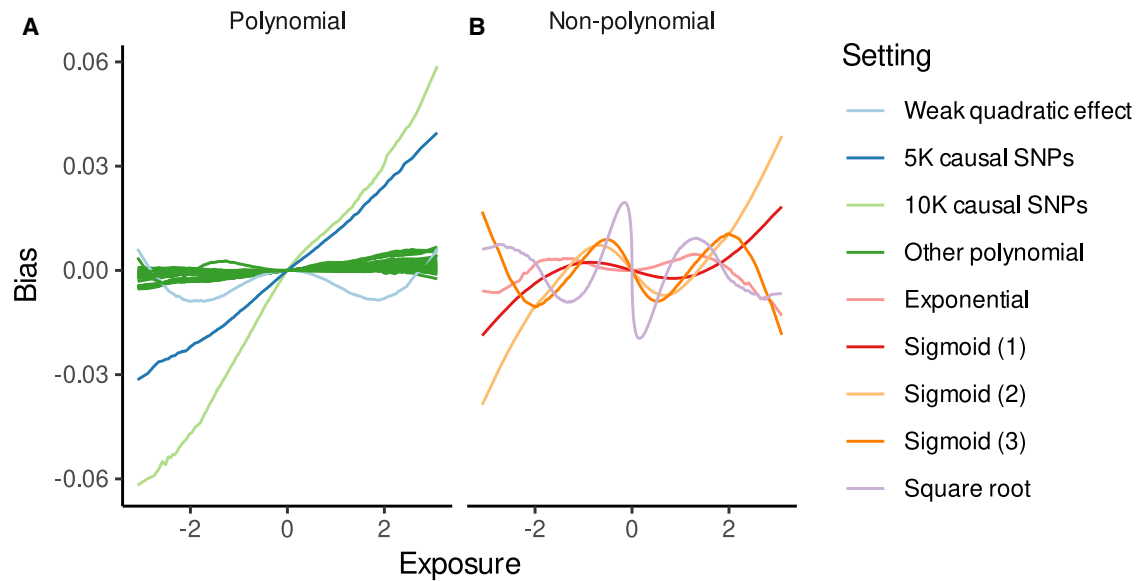 A
Polynomial
B
Non-polynomial
Bias
0.06
0.03
0.00
-0.03
-0.06
-2
0
2
-2
0
2
Exposure
Setting
Weak quadratic effect
5K causal SNPs
10K causal SNPs
Other polynomial
Exponential
Sigmoid (1)
Sigmoid (2)
Sigmoid (3)
Square root